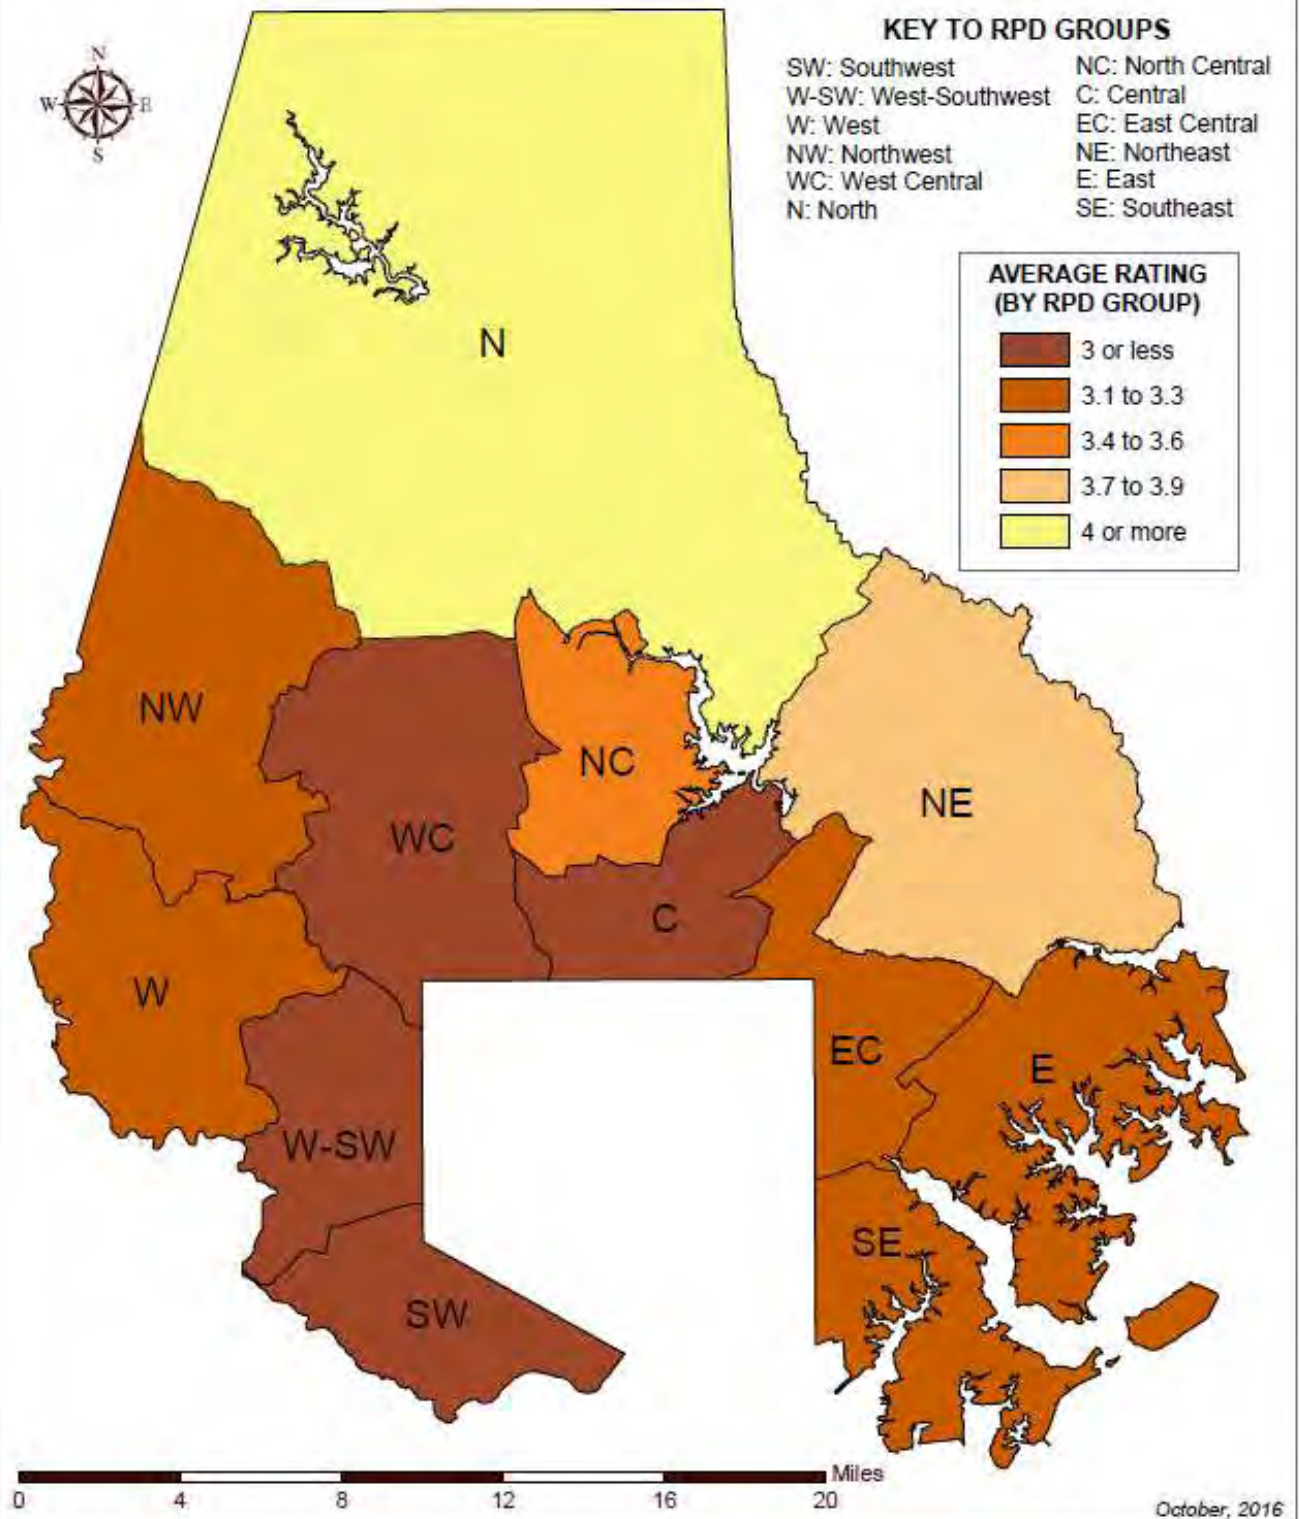 KEY TO RPD GROUPS
SW: Southwest
W-SW: West-Southwest
W: West
NW: Northwest
WC: West Central
N: North
NC: North Central
C: Central
EC: East Central
NE: Northeast
E: East
SE: Southeast
N
W E
S
AVERAGE RATING
(BY RPD GROUP)
3 or less
3.1 to 3.3
3.4 to 3.6
3.7 to 3.9
4 or more
N
NW
NC
NE
WC
C
W
EC
E
W-SW
SE
SW
Miles
0 4 8 12 16 20
October, 2016